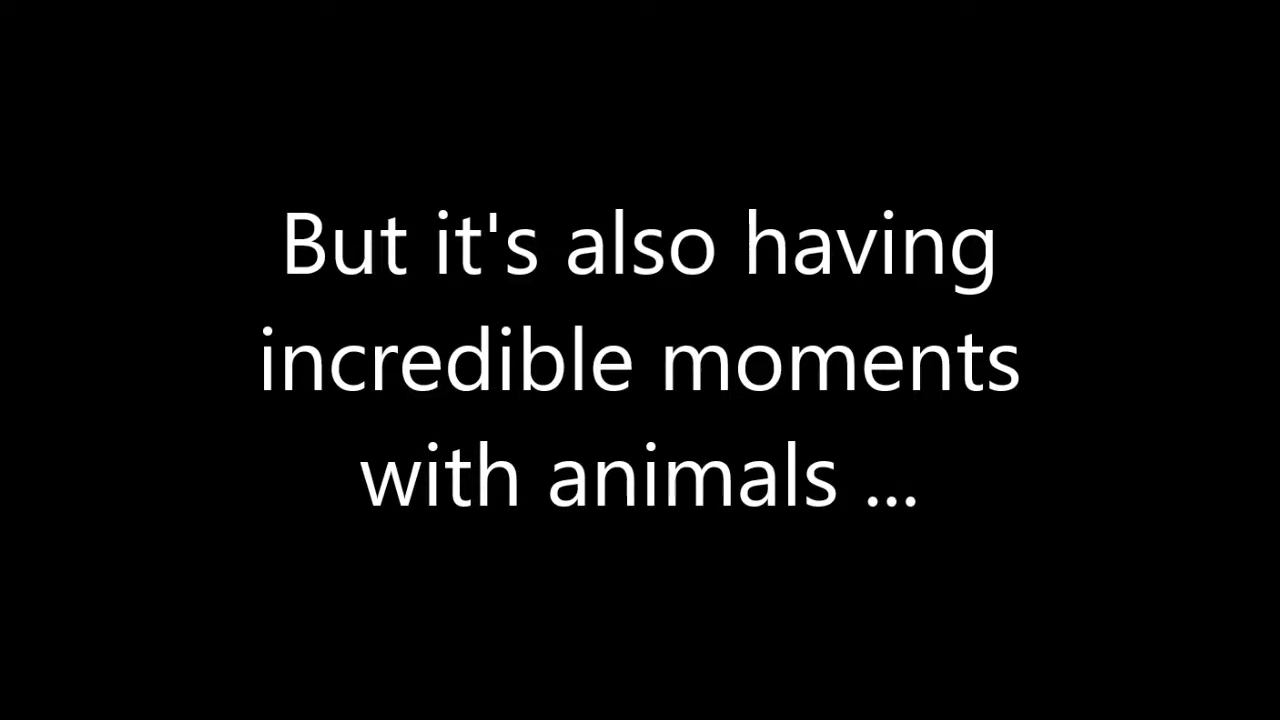 But it's also having
incredible moments
with animals ...